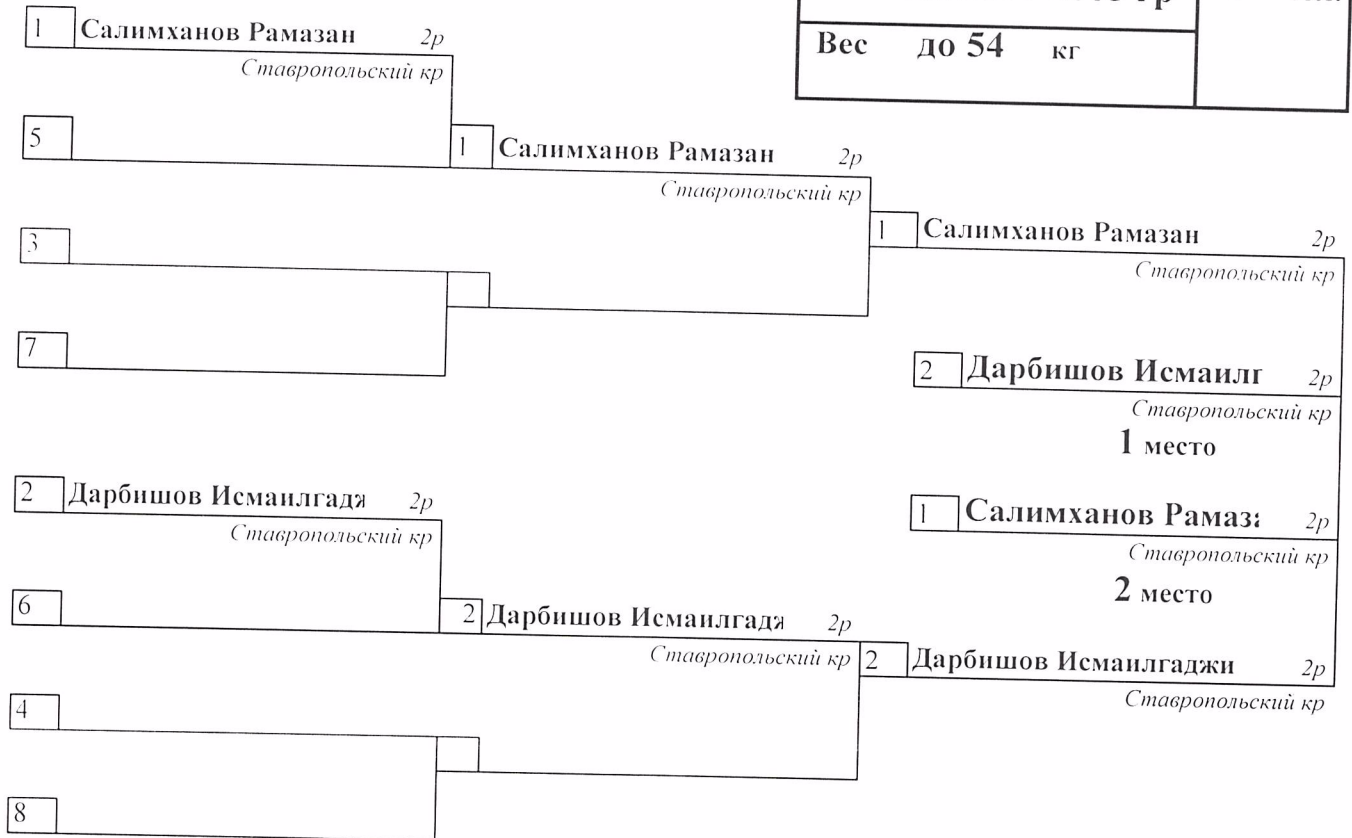 Вес до 54 кг
1 Салимханов Рамазан 2р
Ставропольский кр
5
1 Салимханов Рамазан 2р
Ставропольский кр
3
1 Салимханов Рамазан 2р
Ставропольский кр
7
2 Дарбишов Исмаилг 2р
Ставропольский кр
1 место
2 Дарбишов Исмаилгадж 2р
Ставропольский кр
1 Салимханов Рамаза 2р
Ставропольский кр
2 место
6
2 Дарбишов Исмаилгадж 2р
Ставропольский кр
2 Дарбишов Исмаилгаджи 2р
Ставропольский кр
4
8